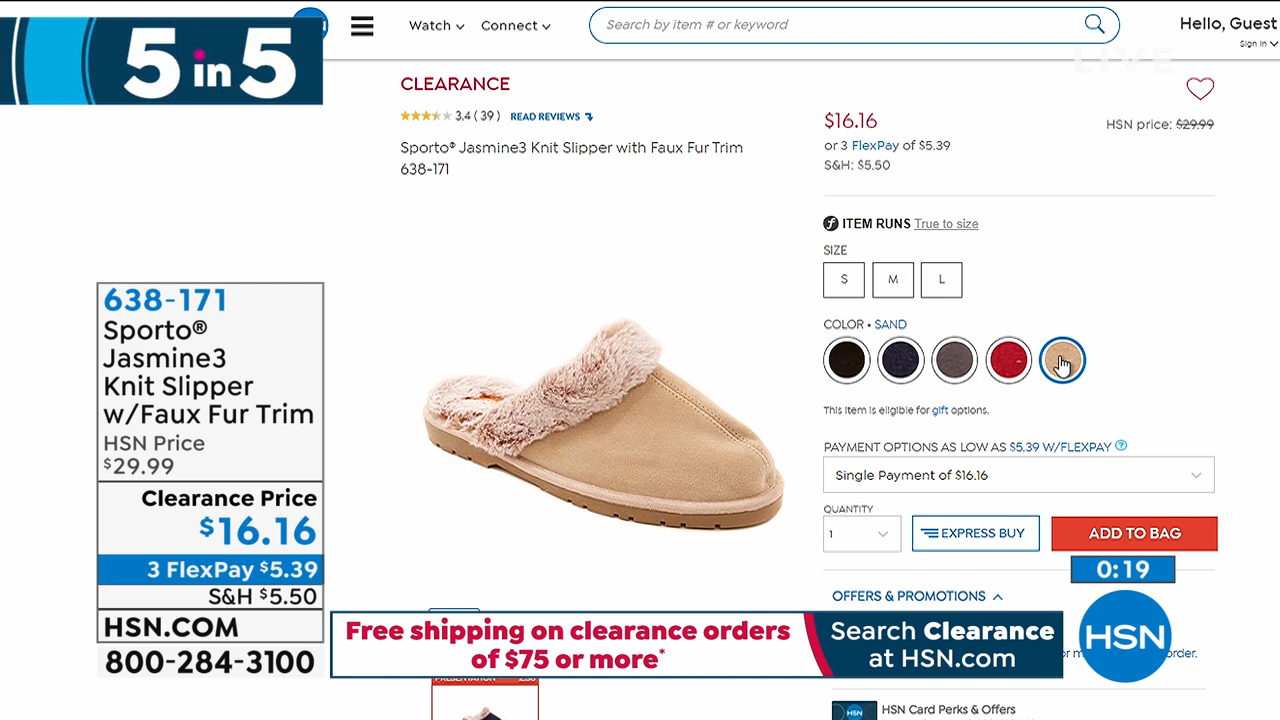 5 in 5
Watch
Connect
Search by item # or keyword
Hello, Guest
Sign In
LIVE
CLEARANCE
3.4 ( 39 ) READ REVIEWS
Sporto® Jasmine3 Knit Slipper with Faux Fur Trim
638-171
$16.16
HSN price: $29.99
or 3 FlexPay of $5.39
S&H: $5.50
ITEM RUNS True to size
SIZE
S M L
COLOR • SAND
This item is eligible for gift options.
PAYMENT OPTIONS AS LOW AS $5.39 W/FLEXPAY ?
Single Payment of $16.16
QUANTITY
1
EXPRESS BUY
ADD TO BAG
0:19
OFFERS & PROMOTIONS
638-171
Sporto®
Jasmine3
Knit Slipper
w/Faux Fur Trim
HSN Price
$29.99
Clearance Price
$16.16
3 FlexPay $5.39
S&H $5.50
HSN.COM
800-284-3100
Free shipping on clearance orders
of $75 or more*
Search Clearance
at HSN.com
HSN
order.
PRESENTATION
HSN
HSN Card Perks & Offers